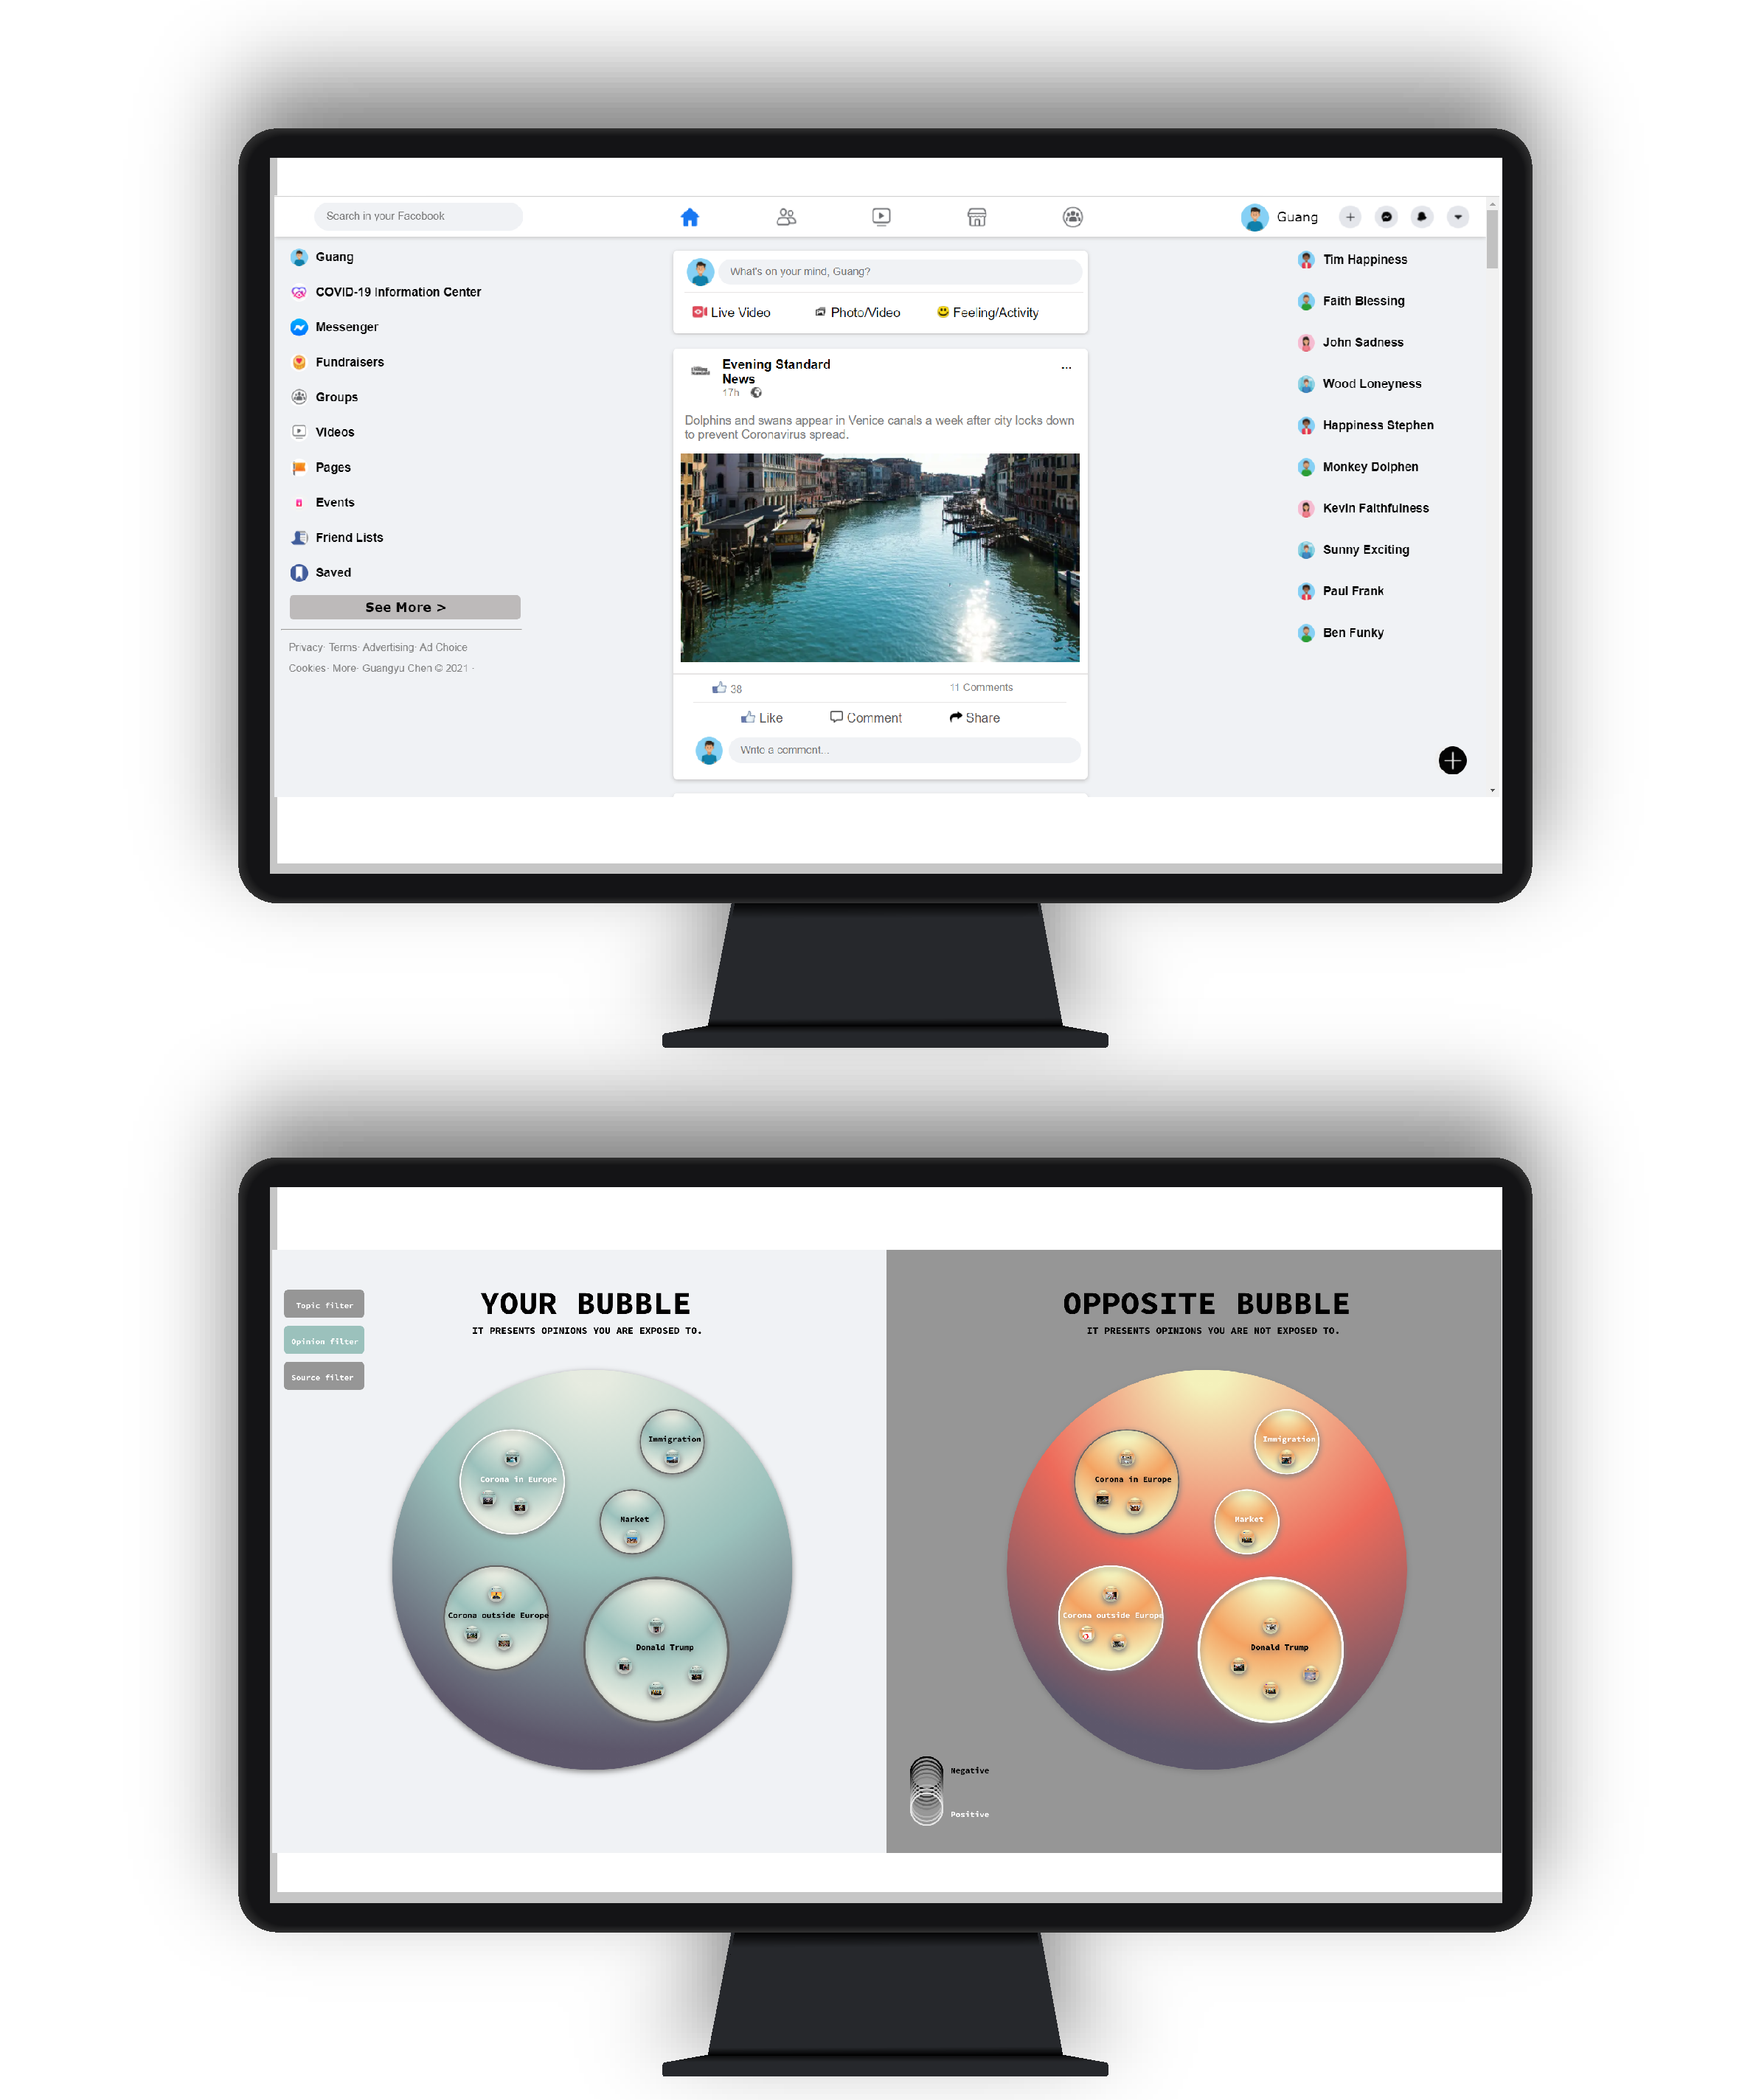 Search in your Facebook
Guang
Guang
COVID-19 Information Center
Messenger
Fundraisers
Groups
Videos
Pages
Events
Friend Lists
Saved
See More >
Privacy· Terms· Advertising· Ad Choice
Cookies· More· Guangyu Chen © 2021 ·
What's on your mind, Guang?
Live Video
Photo/Video
Feeling/Activity
Evening Standard
News
17h
...
Dolphins and swans appear in Venice canals a week after city locks down
to prevent Coronavirus spread.
38
11 Comments
Like
Comment
Share
Write a comment...
Tim Happiness
Faith Blessing
John Sadness
Wood Loneyness
Happiness Stephen
Monkey Dolphen
Kevin Faithfulness
Sunny Exciting
Paul Frank
Ben Funky
Topic filter
Opinion filter
Source filter
YOUR BUBBLE
IT PRESENTS OPINIONS YOU ARE EXPOSED TO.
Immigration
Corona in Europe
Market
Corona outside Europe
Donald Trump
OPPOSITE BUBBLE
IT PRESENTS OPINIONS YOU ARE NOT EXPOSED TO.
Immigration
Corona in Europe
Market
Corona outside Europe
Donald Trump
Negative
Positive